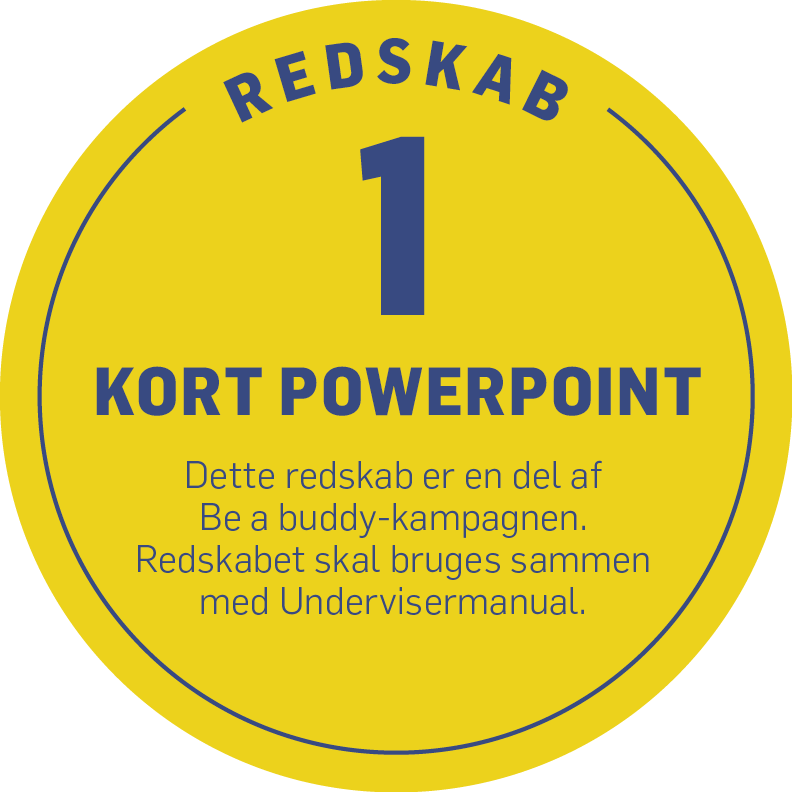 REDSKAB
1
KORT POWERPOINT
Dette redskab er en del af
Be a buddy-kampagnen.
Redskabet skal bruges sammen
med Undervisermanual.